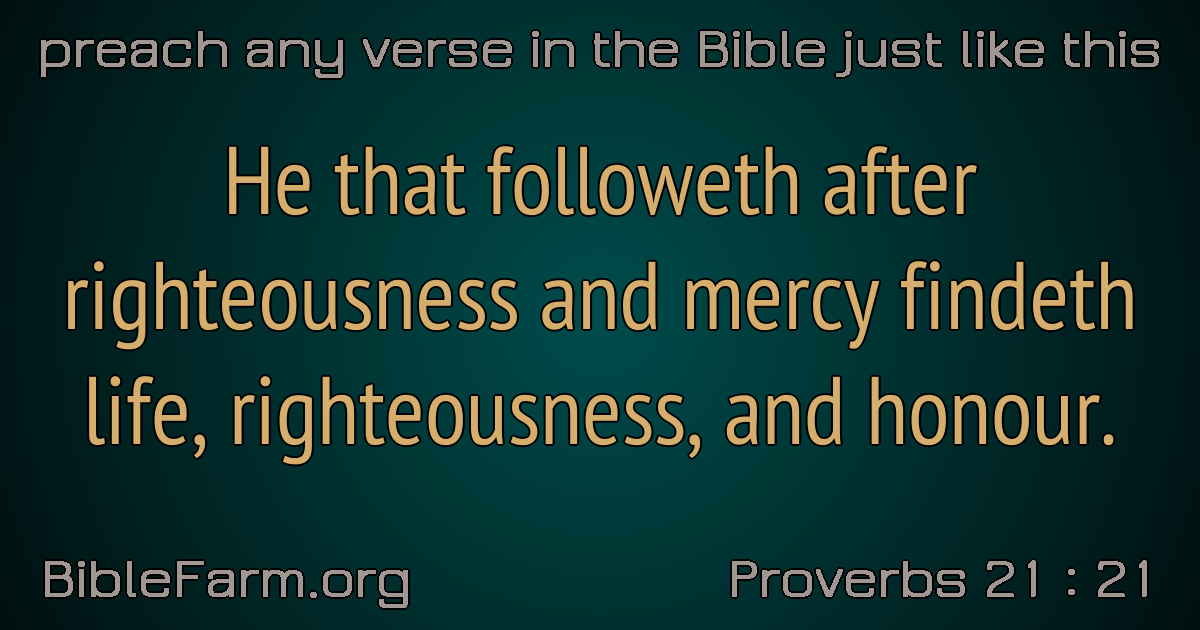 preach any verse in the Bible just like this
He that followeth after
righteousness and mercy findeth
life, righteousness, and honour.
BibleFarm.org
Proverbs 21 : 21